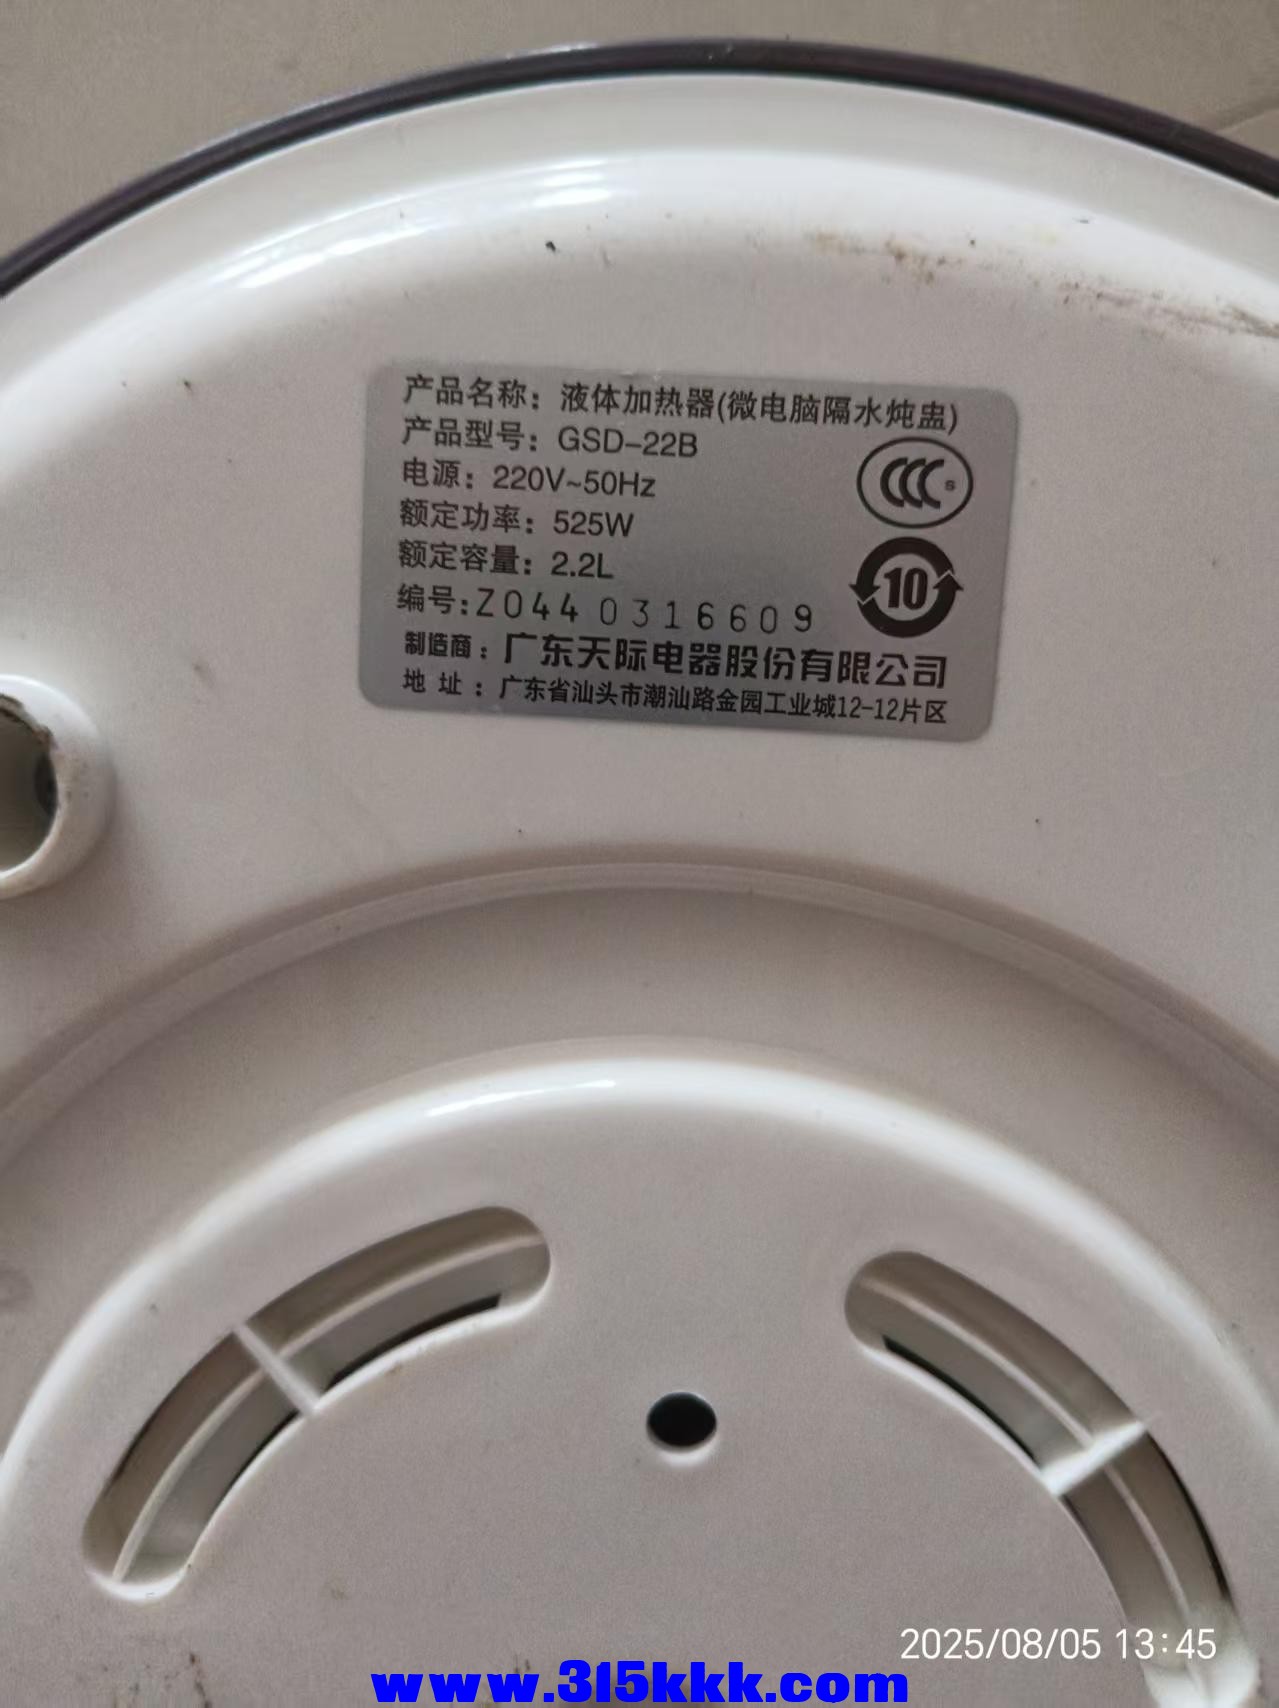 产品名称：液体加热器(微电脑隔水炖盅)
产品型号：GSD-22B
电源：220V~50Hz
额定功率：525W
额定容量：2.2L
编号:Z0440316609
制造商：广东天际电器股份有限公司
地址：广东省汕头市潮汕路金园工业城12-12片区
CCC S
10
2025/08/05 13:45
www.315kkk.com